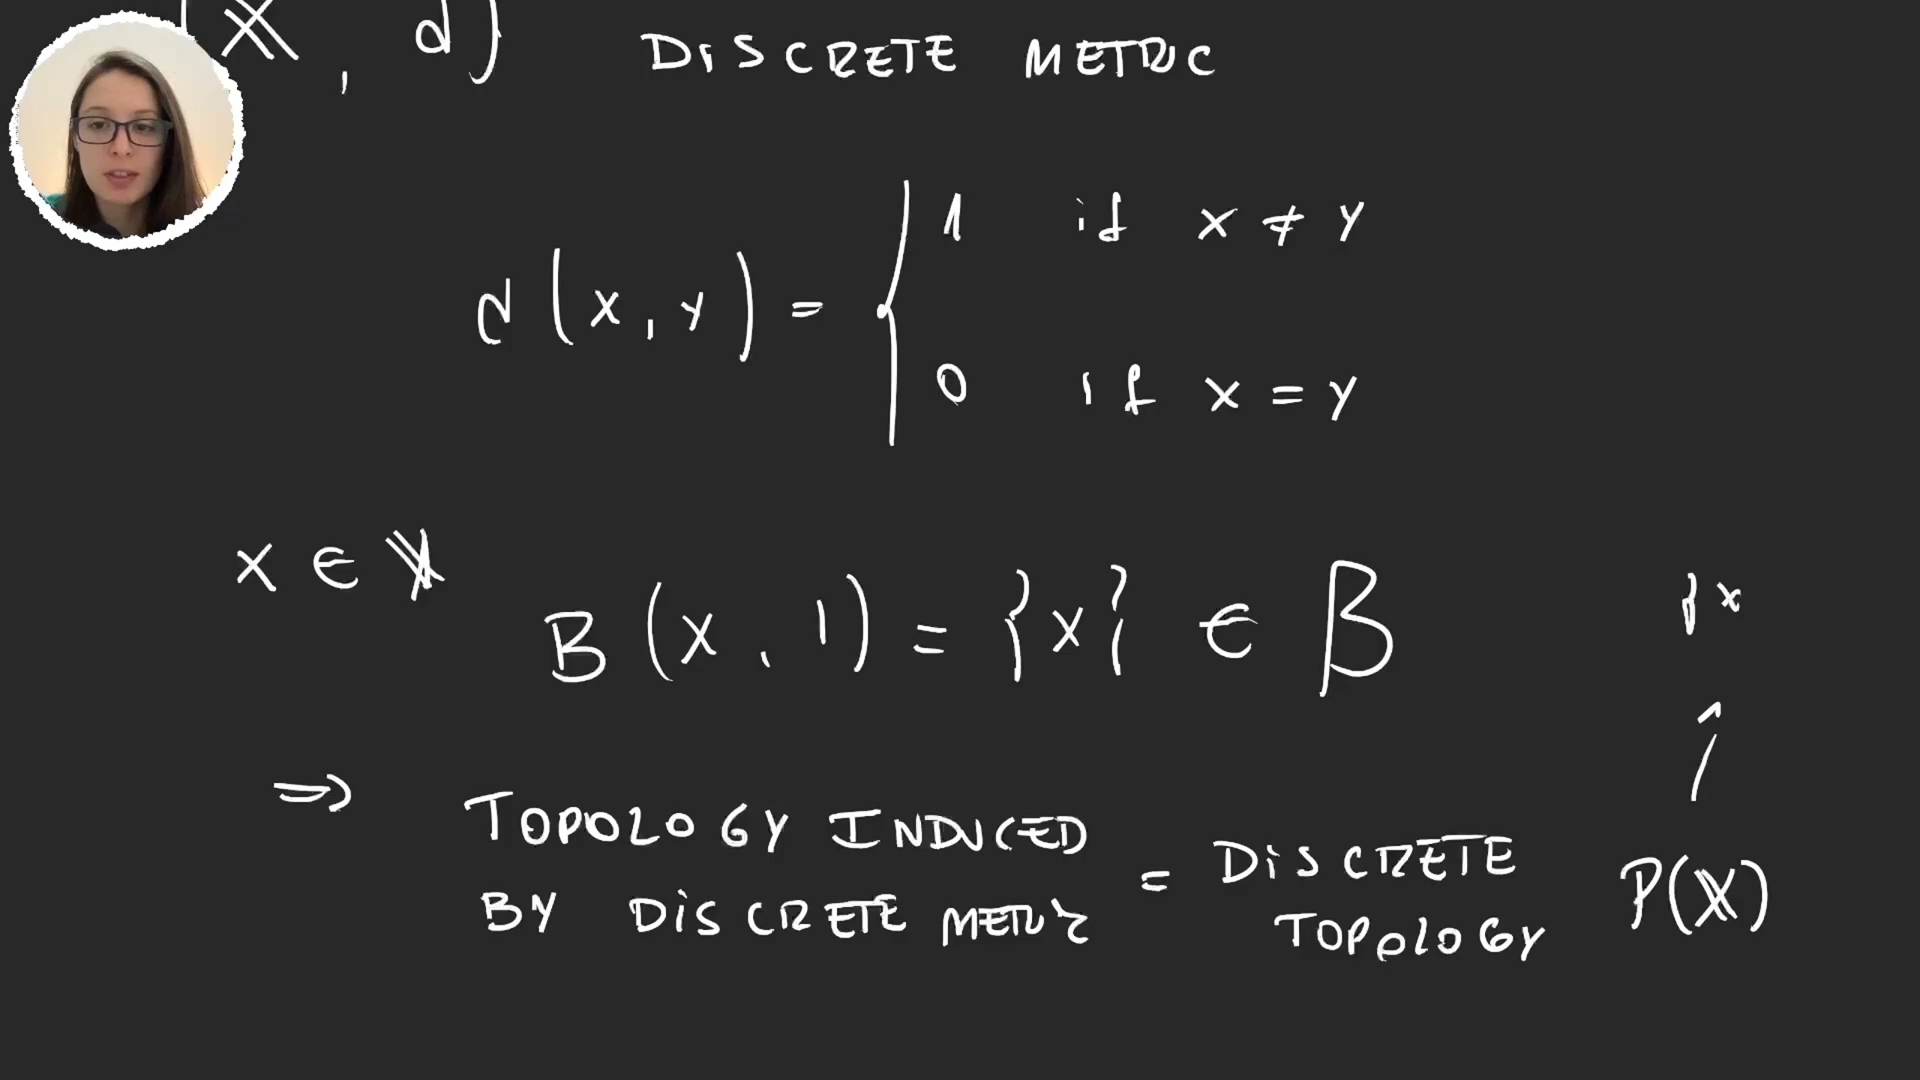 (X, d) DISCRETE METRIC
d(x, y) = { 1 if x ≠ y
0 if x = y
x ∈ X
B(x, 1) = {x} ∈ β
{x
⇒ TOPOLOGY INDUCED
BY DISCRETE METRIC = DISCRETE
TOPOLOGY
P(X)